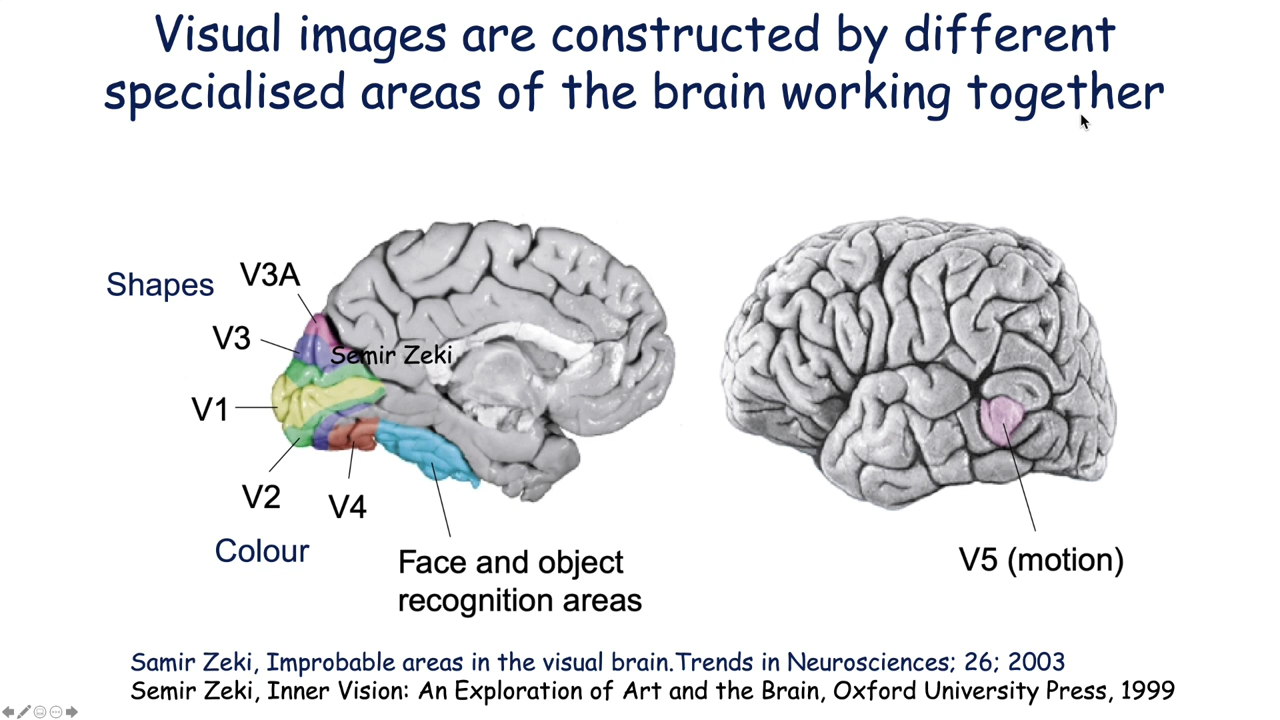 Visual images are constructed by different
specialised areas of the brain working together
Shapes
V3A
V3
Semir Zeki
V1
V2
V4
Colour
Face and object
recognition areas
V5 (motion)
Samir Zeki, Improbable areas in the visual brain.Trends in Neurosciences; 26; 2003
Semir Zeki, Inner Vision: An Exploration of Art and the Brain, Oxford University Press, 1999